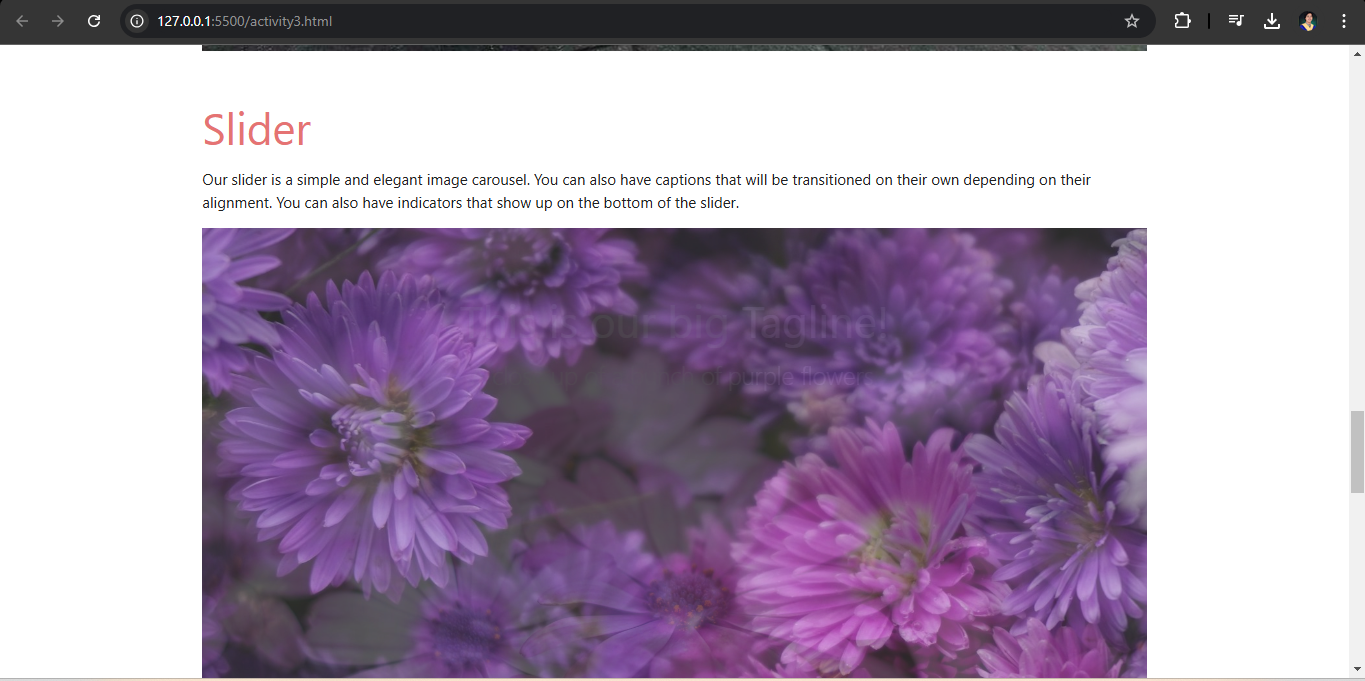 127.0.0.1:5500/activity3.html
Slider
Our slider is a simple and elegant image carousel. You can also have captions that will be transitioned on their own depending on their
alignment. You can also have indicators that show up on the bottom of the slider.
is our big Tagline!
of purple flowers